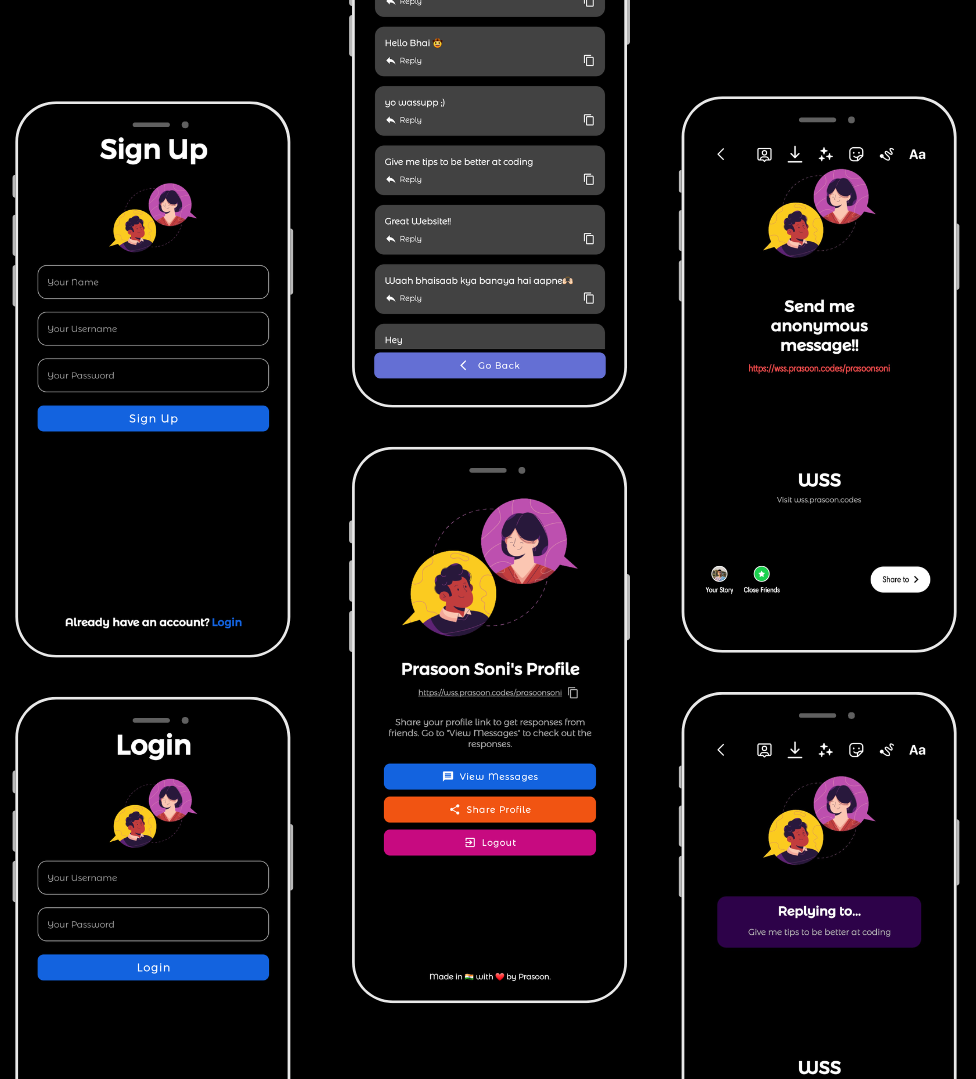 Sign Up
Your Name
Your Username
Your Password
Sign Up
Already have an account? Login
Login
Your Username
Your Password
Login
Reply
Hello Bhai 🤠
Reply
yo wassupp ;)
Reply
Give me tips to be better at coding
Reply
Great Website!!
Reply
Waah bhaisaab kya banaya hai aapne🙌🏻
Reply
Hey
Go Back
Prasoon Soni's Profile
https://wss.prasoon.codes/prasoonsoni
Share your profile link to get responses from
friends. Go to "View Messages" to check out the
responses.
View Messages
Share Profile
Logout
Made in 🇮🇳 with ❤️ by Prasoon.
Aa
Send me
anonymous
message!!
https://wss.prasoon.codes/prasoonsoni
WSS
Visit wss.prasoon.codes
Your Story
Close Friends
Share to
Aa
Replying to...
Give me tips to be better at coding
WSS